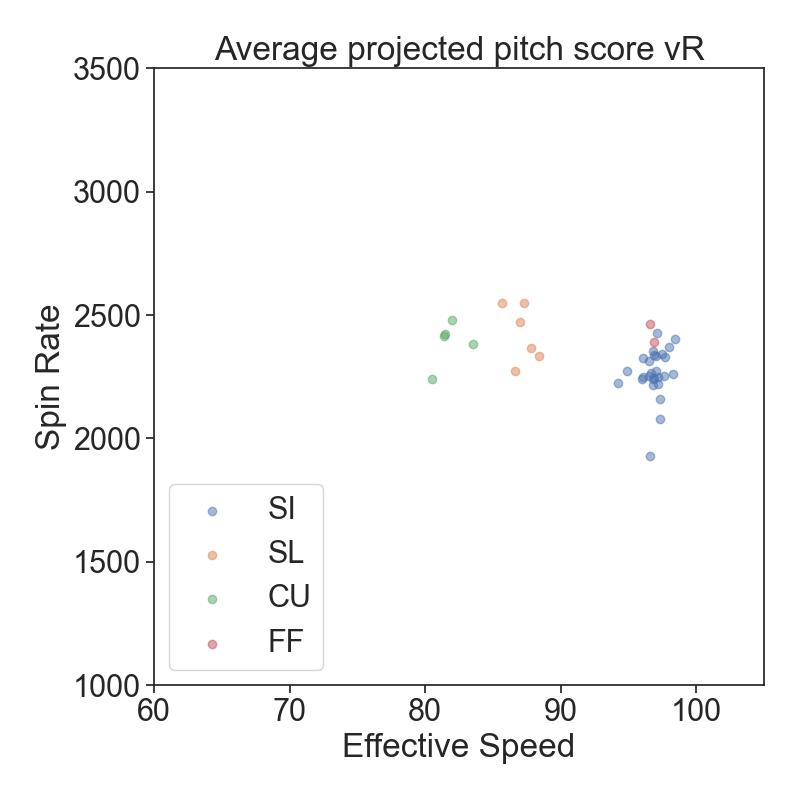 Average projected pitch score vR
3500
3000
2500
2000
1500
1000
Spin Rate
SI
SL
CU
FF
60
70
80
90
100
Effective Speed